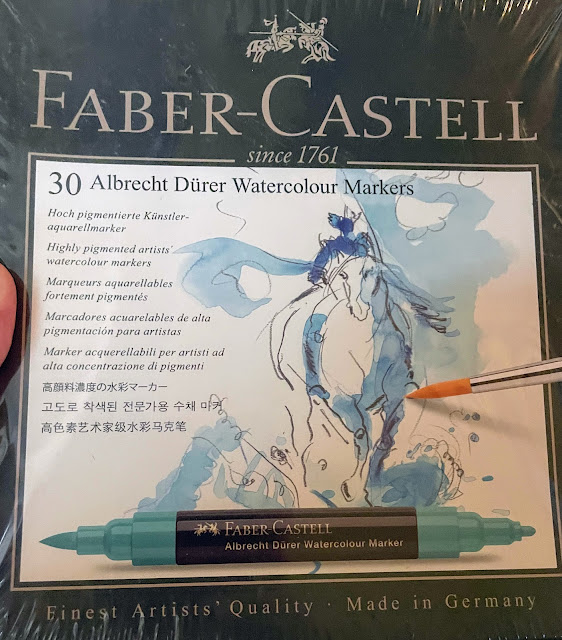 FABER-CASTELL
since 1761
30 Albrecht Dürer Watercolour Markers
Hoch pigmentierte Künstler-
aquarellmarker
Highly pigmented artists'
watercolour markers
Marqueurs aquarellables
fortement pigmentés
Marcadores acuarelables de alta
pigmentación para artistas
Marker acquerellabili per artisti ad
alta concentrazione di pigmenti
高顔料濃度の水彩マーカー
고도로 착색된 전문가용 수채 마커
高色素艺术家级水彩马克笔
FABER-CASTELL
Albrecht Dürer Watercolour Marker
Finest Artists' Quality · Made in Germany